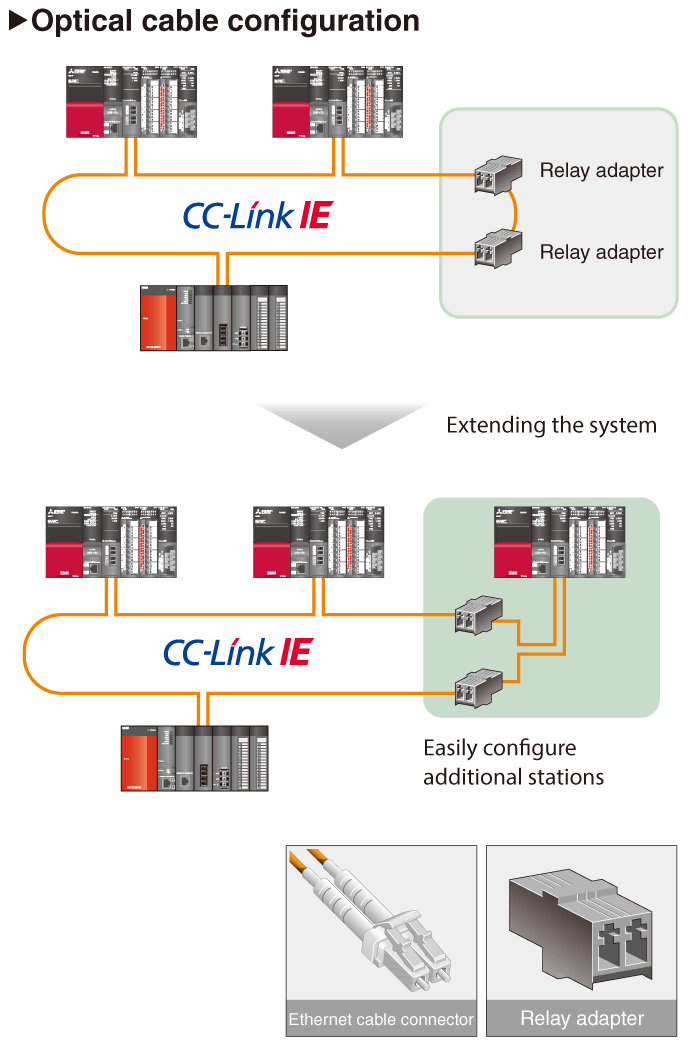 Optical cable configuration
Relay adapter
CC-Link IE
Relay adapter
Extending the system
CC-Link IE
Easily configure
additional stations
Ethernet cable connector
Relay adapter